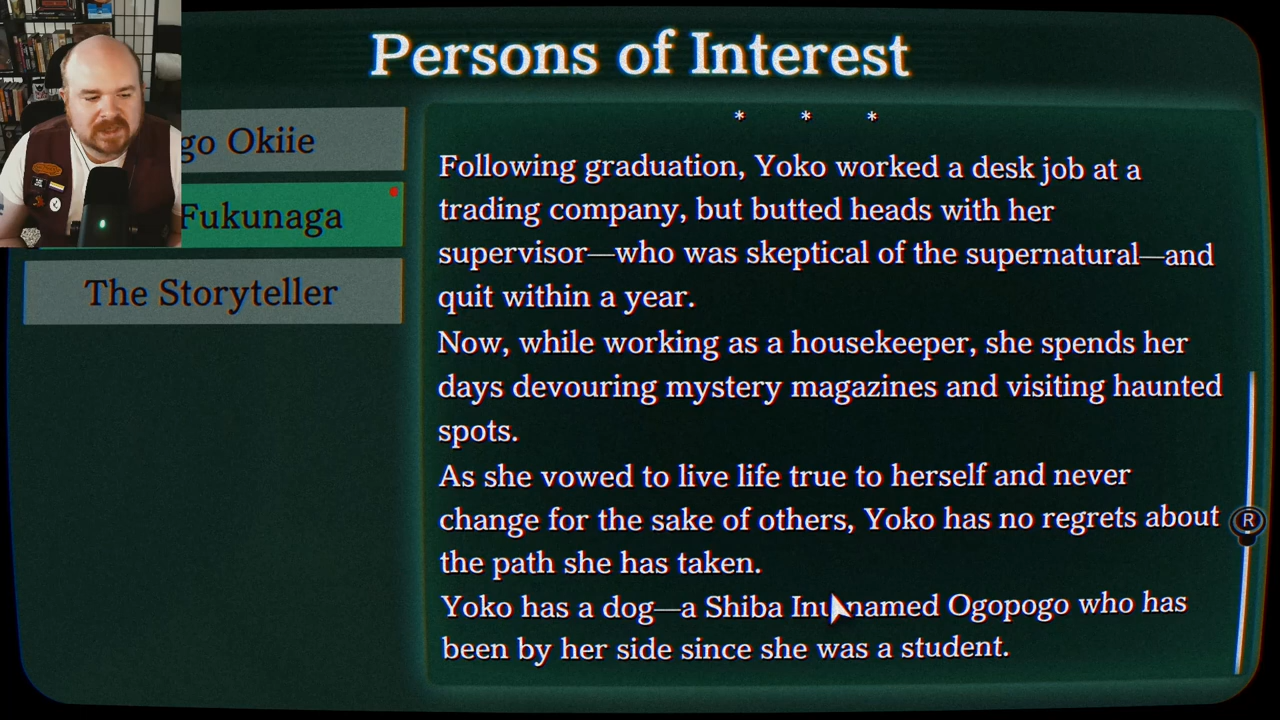 Persons of Interest
go Okiie
Fukunaga
The Storyteller
* * *
Following graduation, Yoko worked a desk job at a
trading company, but butted heads with her
supervisor—who was skeptical of the supernatural—and
quit within a year.
Now, while working as a housekeeper, she spends her
days devouring mystery magazines and visiting haunted
spots.
As she vowed to live life true to herself and never
change for the sake of others, Yoko has no regrets about
the path she has taken.
Yoko has a dog—a Shiba Inu named Ogopogo who has
been by her side since she was a student.
R